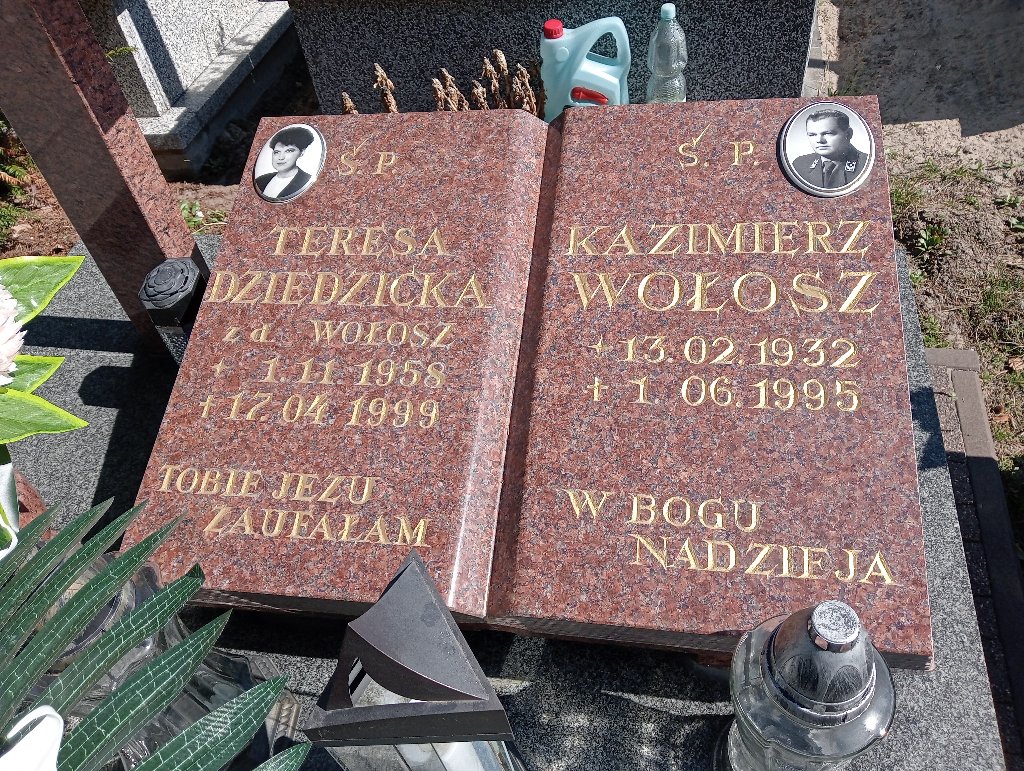 Ś P
TERESA
DZIEDZICKA
z d. WOŁOSZ
+ 1.11 1958
† 17.04 1999
TOBIE JEZU
ZAUFAŁAM
Ś. P.
KAZIMIERZ
WOŁOSZ
+ 13.02.1932
† 1 06.1995
W BOGU
NADZIEJA